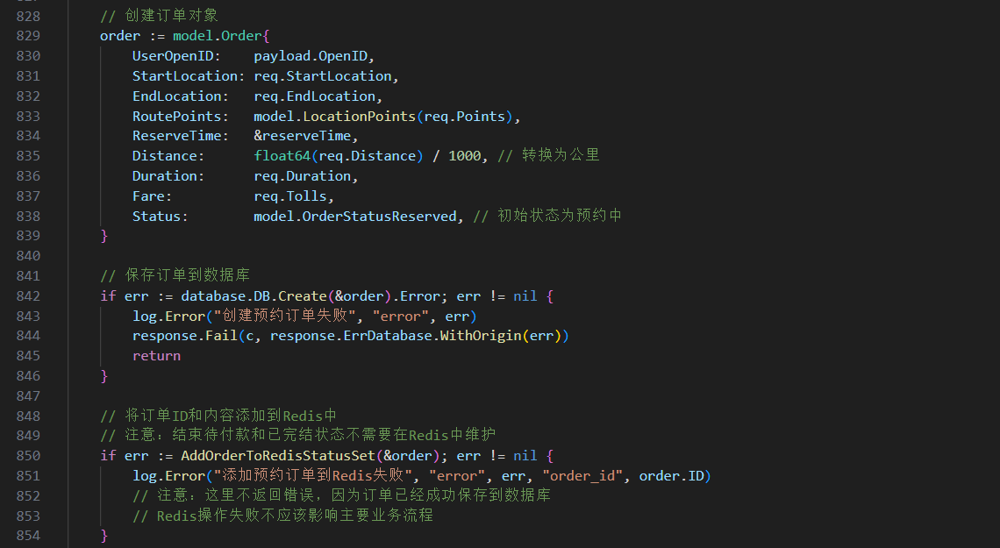 828 // 创建订单对象
829 order := model.Order{
830 UserOpenID: payload.OpenID,
831 StartLocation: req.StartLocation,
832 EndLocation: req.EndLocation,
833 RoutePoints: model.LocationPoints(req.Points),
834 ReserveTime: &reserveTime,
835 Distance: float64(req.Distance) / 1000, // 转换为公里
836 Duration: req.Duration,
837 Fare: req.Tolls,
838 Status: model.OrderStatusReserved, // 初始状态为预约中
839 }
840
841 // 保存订单到数据库
842 if err := database.DB.Create(&order).Error; err != nil {
843 log.Error("创建预约订单失败", "error", err)
844 response.Fail(c, response.ErrDatabase.WithOrigin(err))
845 return
846 }
847
848 // 将订单ID和内容添加到Redis中
849 // 注意：结束待付款和已完结状态不需要在Redis中维护
850 if err := AddOrderToRedisStatusSet(&order); err != nil {
851 log.Error("添加预约订单到Redis失败", "error", err, "order_id", order.ID)
852 // 注意：这里不返回错误，因为订单已经成功保存到数据库
853 // Redis操作失败不应该影响主要业务流程
854 }